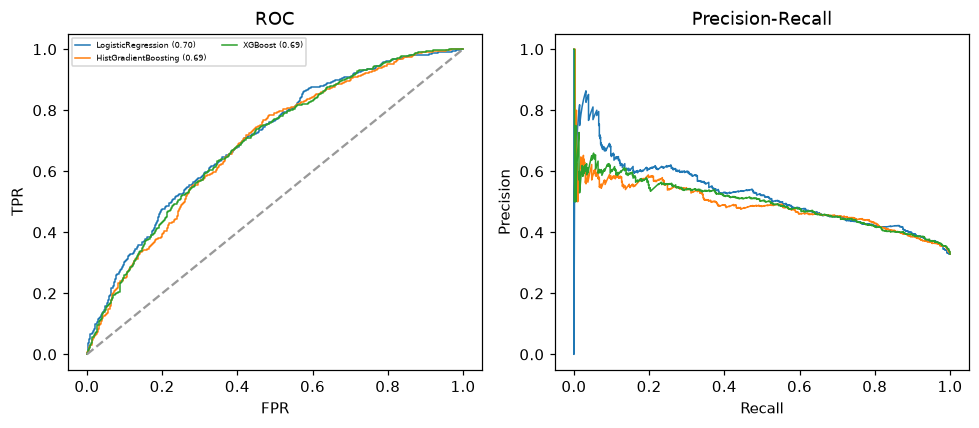 ROC
LogisticRegression (0.70)
HistGradientBoosting (0.69)
XGBoost (0.69)
1.0
0.8
0.6
0.4
0.2
0.0
TPR
0.0 0.2 0.4 0.6 0.8 1.0
FPR
Precision-Recall
1.0
0.8
0.6
0.4
0.2
0.0
Precision
0.0 0.2 0.4 0.6 0.8 1.0
Recall